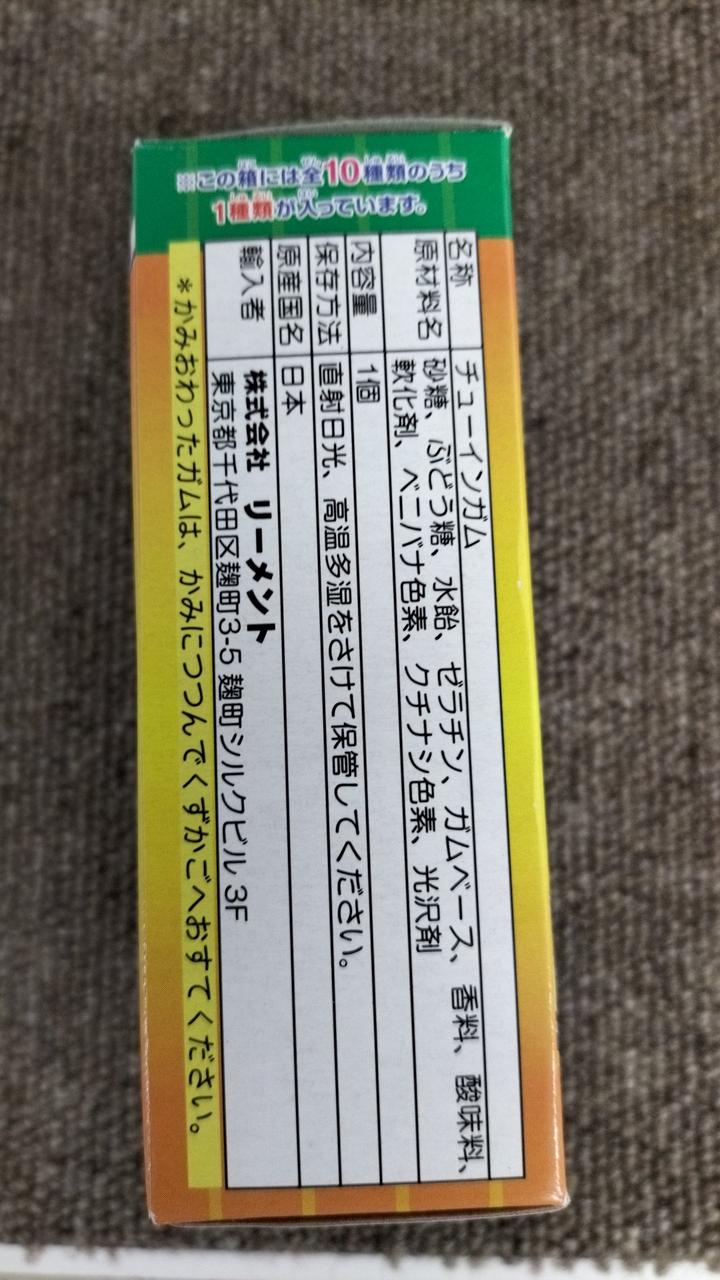 ※この箱には全10種類のうち
1種類が入っています。
名称 チューインガム
原材料名 砂糖、ぶどう糖、水飴、ゼラチン、ガムベース、香料、酸味料、
軟化剤、ベニバナ色素、クチナシ色素、光沢剤
内容量 1個
保存方法 直射日光、高温多湿をさけて保管してください。
原産国名 日本
輸入者 株式会社 リーメント
東京都千代田区麹町3-5 麹町シルクビル 3F
*かみおわったガムは、かみにつつんでくずかごへおすてください。